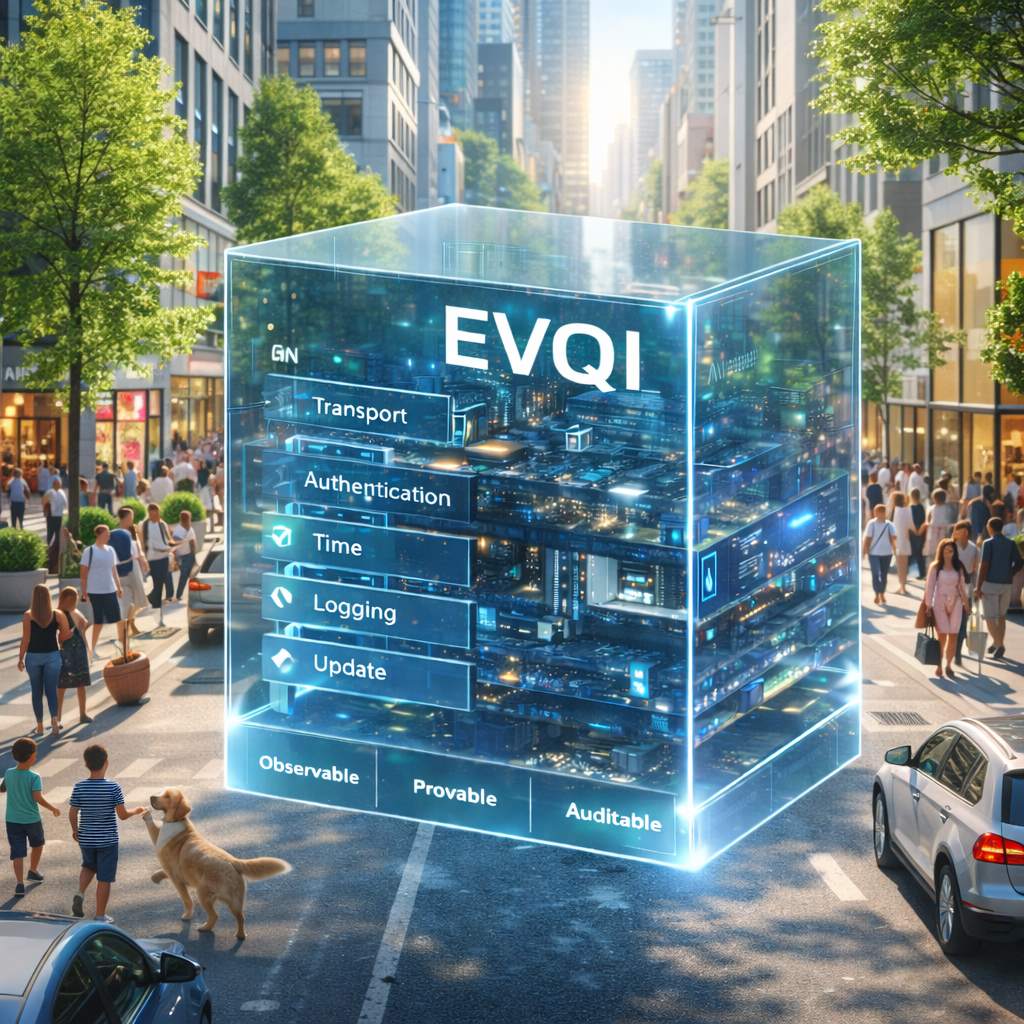 EVQI
GN
Transport
Authentication
Time
Logging
Update
Observable
Provable
Auditable